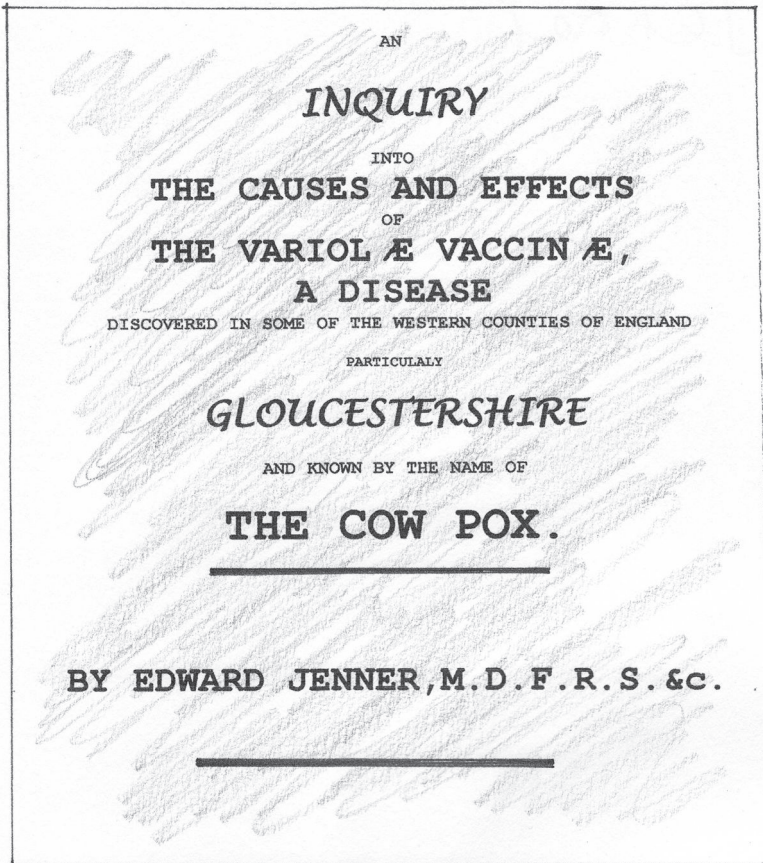 AN
INQUIRY
INTO
THE CAUSES AND EFFECTS
OF
THE VARIOL Æ VACCIN Æ,
A DISEASE
DISCOVERED IN SOME OF THE WESTERN COUNTIES OF ENGLAND
PARTICULALY
GLOUCESTERSHIRE
AND KNOWN BY THE NAME OF
THE COW POX.
BY EDWARD JENNER,M.D.F.R.S.&c.